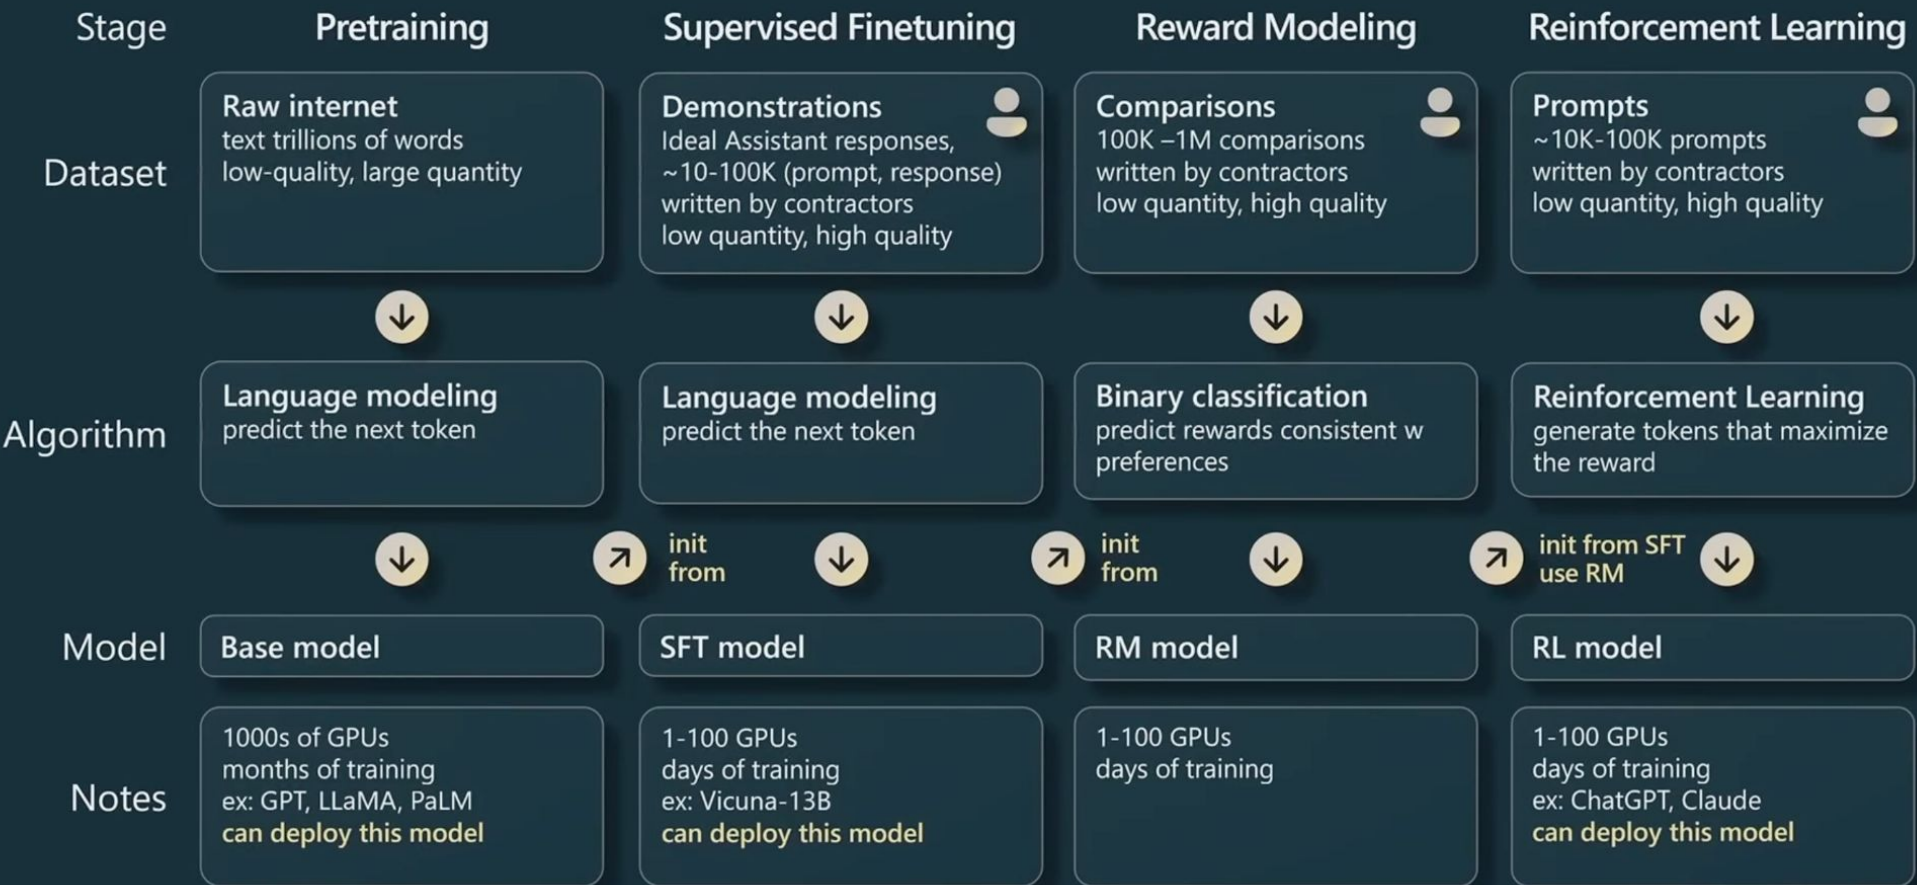 Stage
Pretraining
Supervised Finetuning
Reward Modeling
Reinforcement Learning
Dataset
Raw internet
text trillions of words
low-quality, large quantity
Demonstrations
Ideal Assistant responses,
~10-100K (prompt, response)
written by contractors
low quantity, high quality
Comparisons
100K –1M comparisons
written by contractors
low quantity, high quality
Prompts
~10K-100K prompts
written by contractors
low quantity, high quality
Algorithm
Language modeling
predict the next token
Language modeling
predict the next token
Binary classification
predict rewards consistent w
preferences
Reinforcement Learning
generate tokens that maximize
the reward
init
from
init
from
init from SFT
use RM
Model
Base model
SFT model
RM model
RL model
Notes
1000s of GPUs
months of training
ex: GPT, LLaMA, PaLM
can deploy this model
1-100 GPUs
days of training
ex: Vicuna-13B
can deploy this model
1-100 GPUs
days of training
1-100 GPUs
days of training
ex: ChatGPT, Claude
can deploy this model